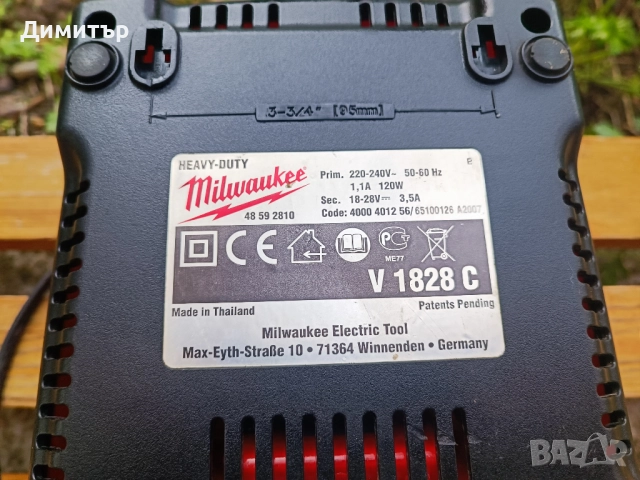 Димитър
3-3/4" [95mm]
HEAVY-DUTY
Milwaukee
48 59 2810
Prim. 220-240V~ 50-60 Hz
1,1A 120W
Sec. 18-28V⎓ 3,5A
Code: 4000 4012 56/65100126 A2007
CE
PG
ME77
V 1828 C
Made in Thailand
Patents Pending
Milwaukee Electric Tool
Max-Eyth-Straße 10 • 71364 Winnenden • Germany
BAZAR